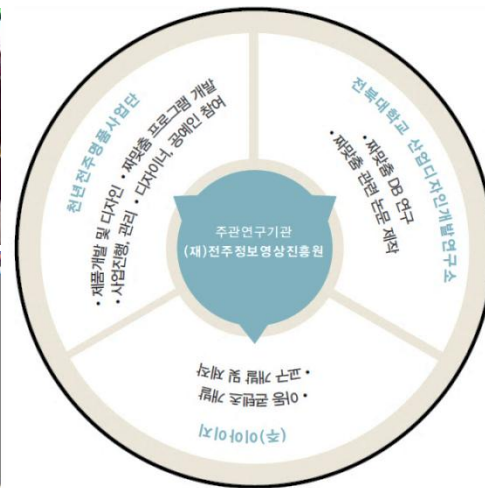 천년전주명품사업단
• 제품개발 및 디자인 • 짜맞춤 프로그램 개발
• 사업진행, 관리 • 디자이너, 공예인 참여
전북대학교 산업디자인개발연구소
• 짜맞춤 DB 연구
• 짜맞춤 관련 논문 제작
주관연구기관
(재)전주정보영상진흥원
(주)이아이지
• 아동 콘텐츠 개발
• 교구 개발 및 제작